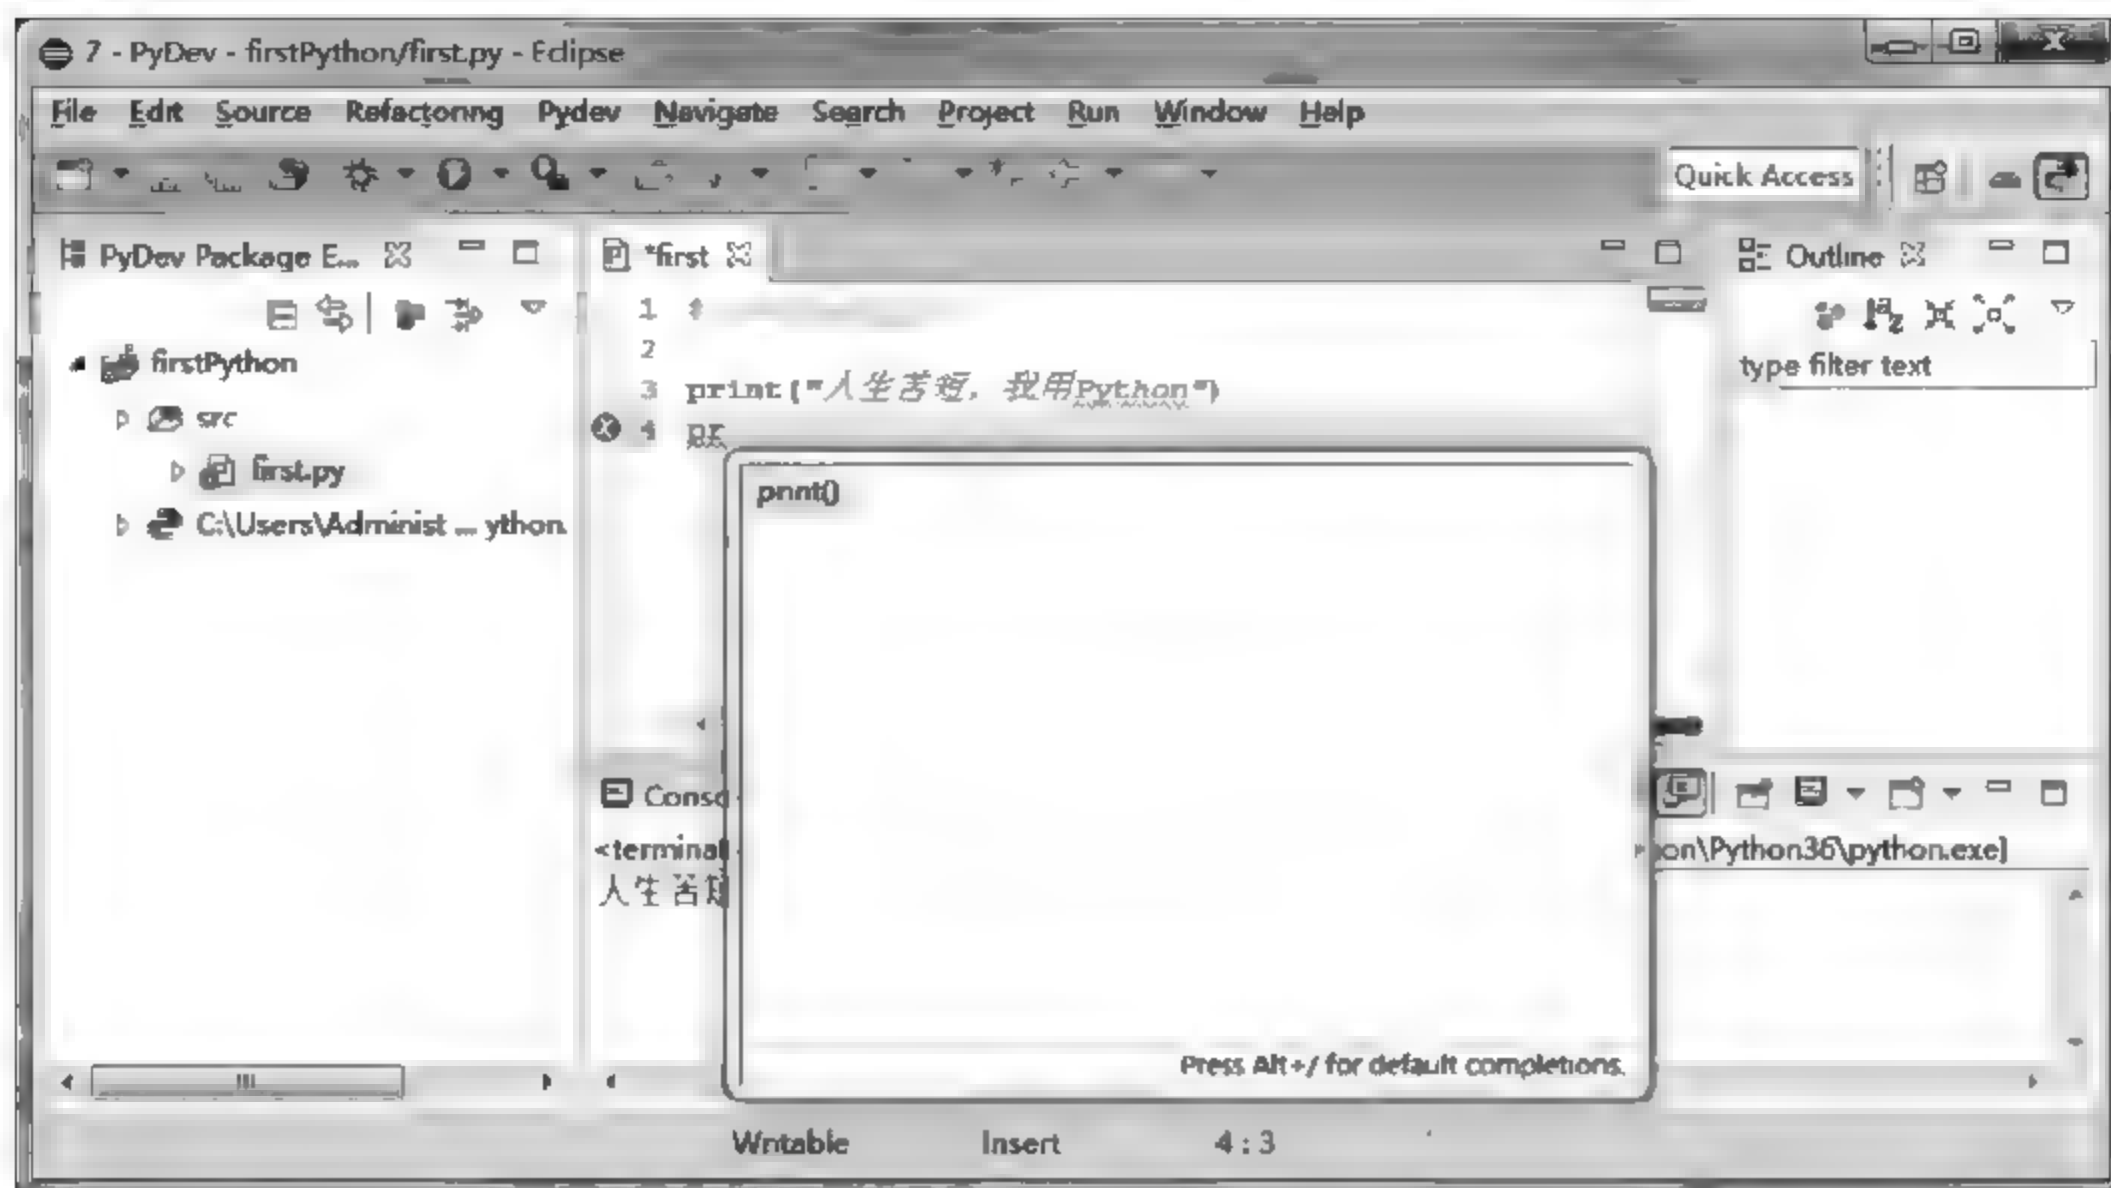 7 - PyDev - firstPython/first.py - Eclipse
File Edit Source Refactoring Pydev Navigate Search Project Run Window Help
Quick Access
PyDev Package E...
*first
Outline
1
2
type filter text
firstPython
3 print("人生苦短，我用Python")
src
4 pr
first.py
print()
C:\Users\Administ ... ython.
Conso
<terminat
hon\Python36\python.exe]
人生苦短
Press Alt+/ for default completions.
Writable Insert 4 : 3